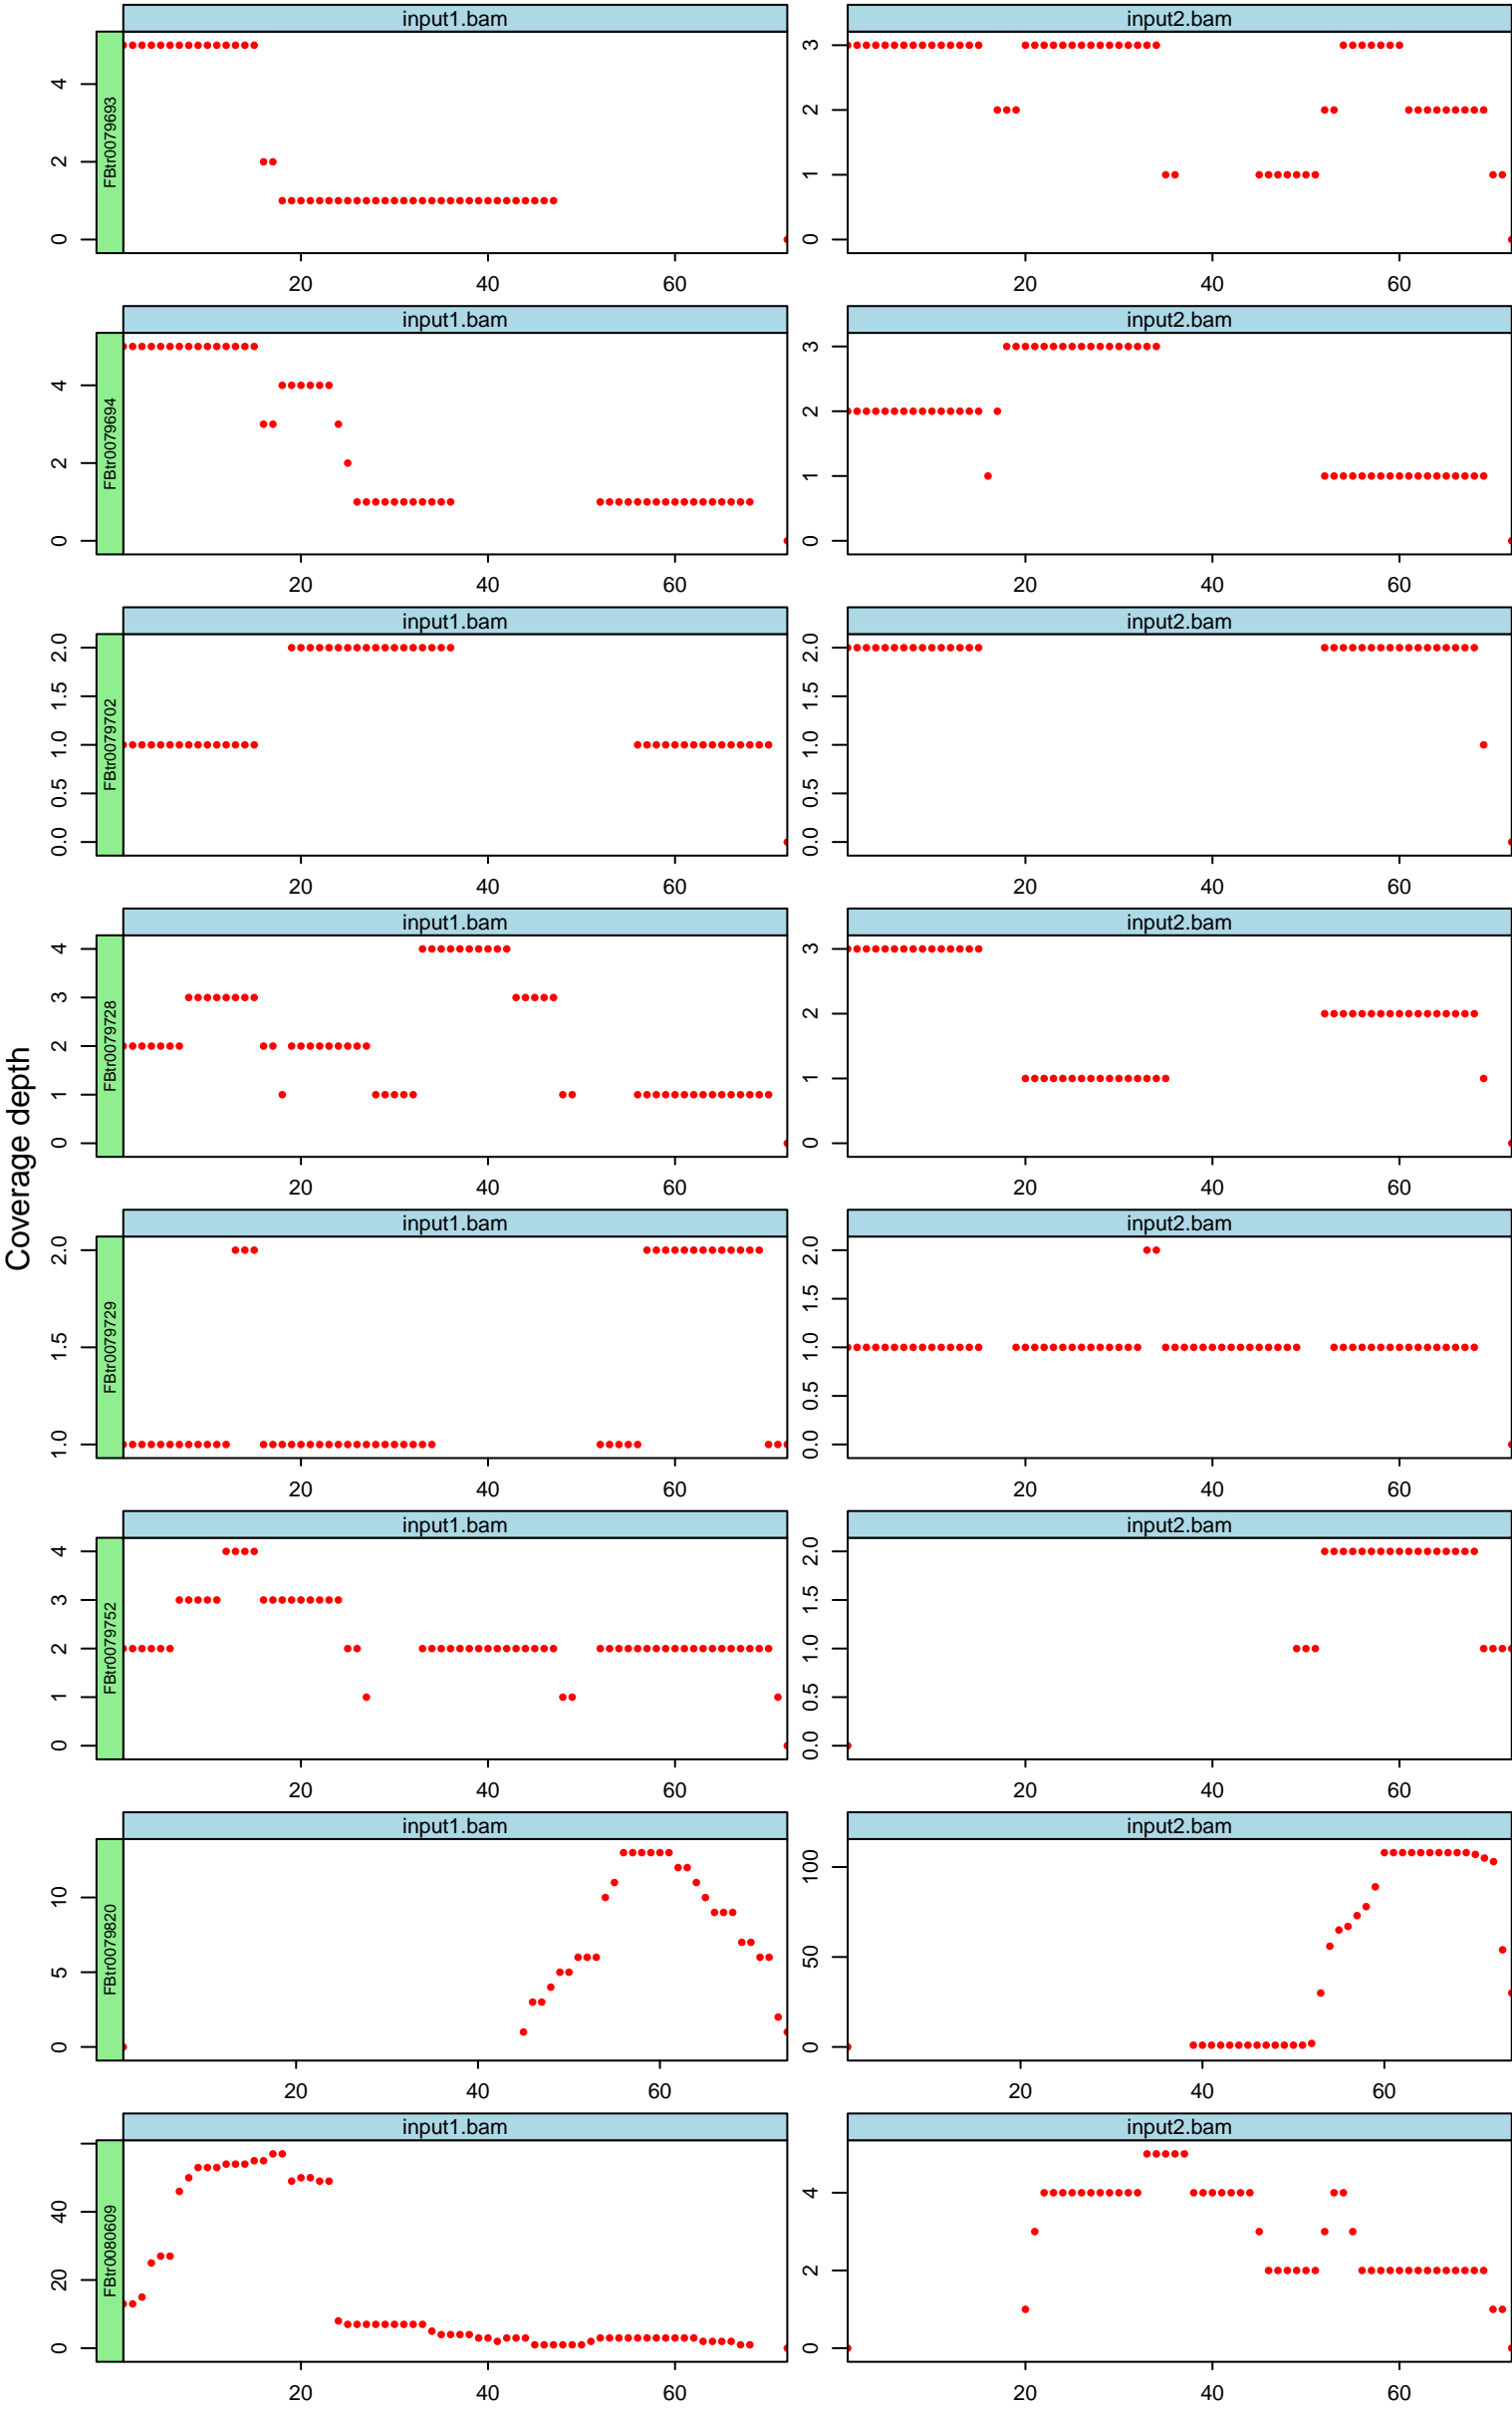 Coverage depth
input1.bam
input2.bam
FBtr0079693
0 2 4
0 1 2 3
20 40 60
20 40 60
input1.bam
input2.bam
FBtr0079694
0 2 4
0 1 2 3
20 40 60
20 40 60
input1.bam
input2.bam
FBtr0079702
0.0 0.5 1.0 1.5 2.0
0.0 0.5 1.0 1.5 2.0
20 40 60
20 40 60
input1.bam
input2.bam
FBtr0079728
0 1 2 3 4
0 1 2 3
20 40 60
20 40 60
input1.bam
input2.bam
FBtr0079729
1.0 1.5 2.0
0.0 0.5 1.0 1.5 2.0
20 40 60
20 40 60
input1.bam
input2.bam
FBtr0079752
0 1 2 3 4
0.0 0.5 1.0 1.5 2.0
20 40 60
20 40 60
input1.bam
input2.bam
FBtr0079820
0 5 10
0 50 100
20 40 60
20 40 60
input1.bam
input2.bam
FBtr0080609
0 20 40
0 2 4
20 40 60
20 40 60